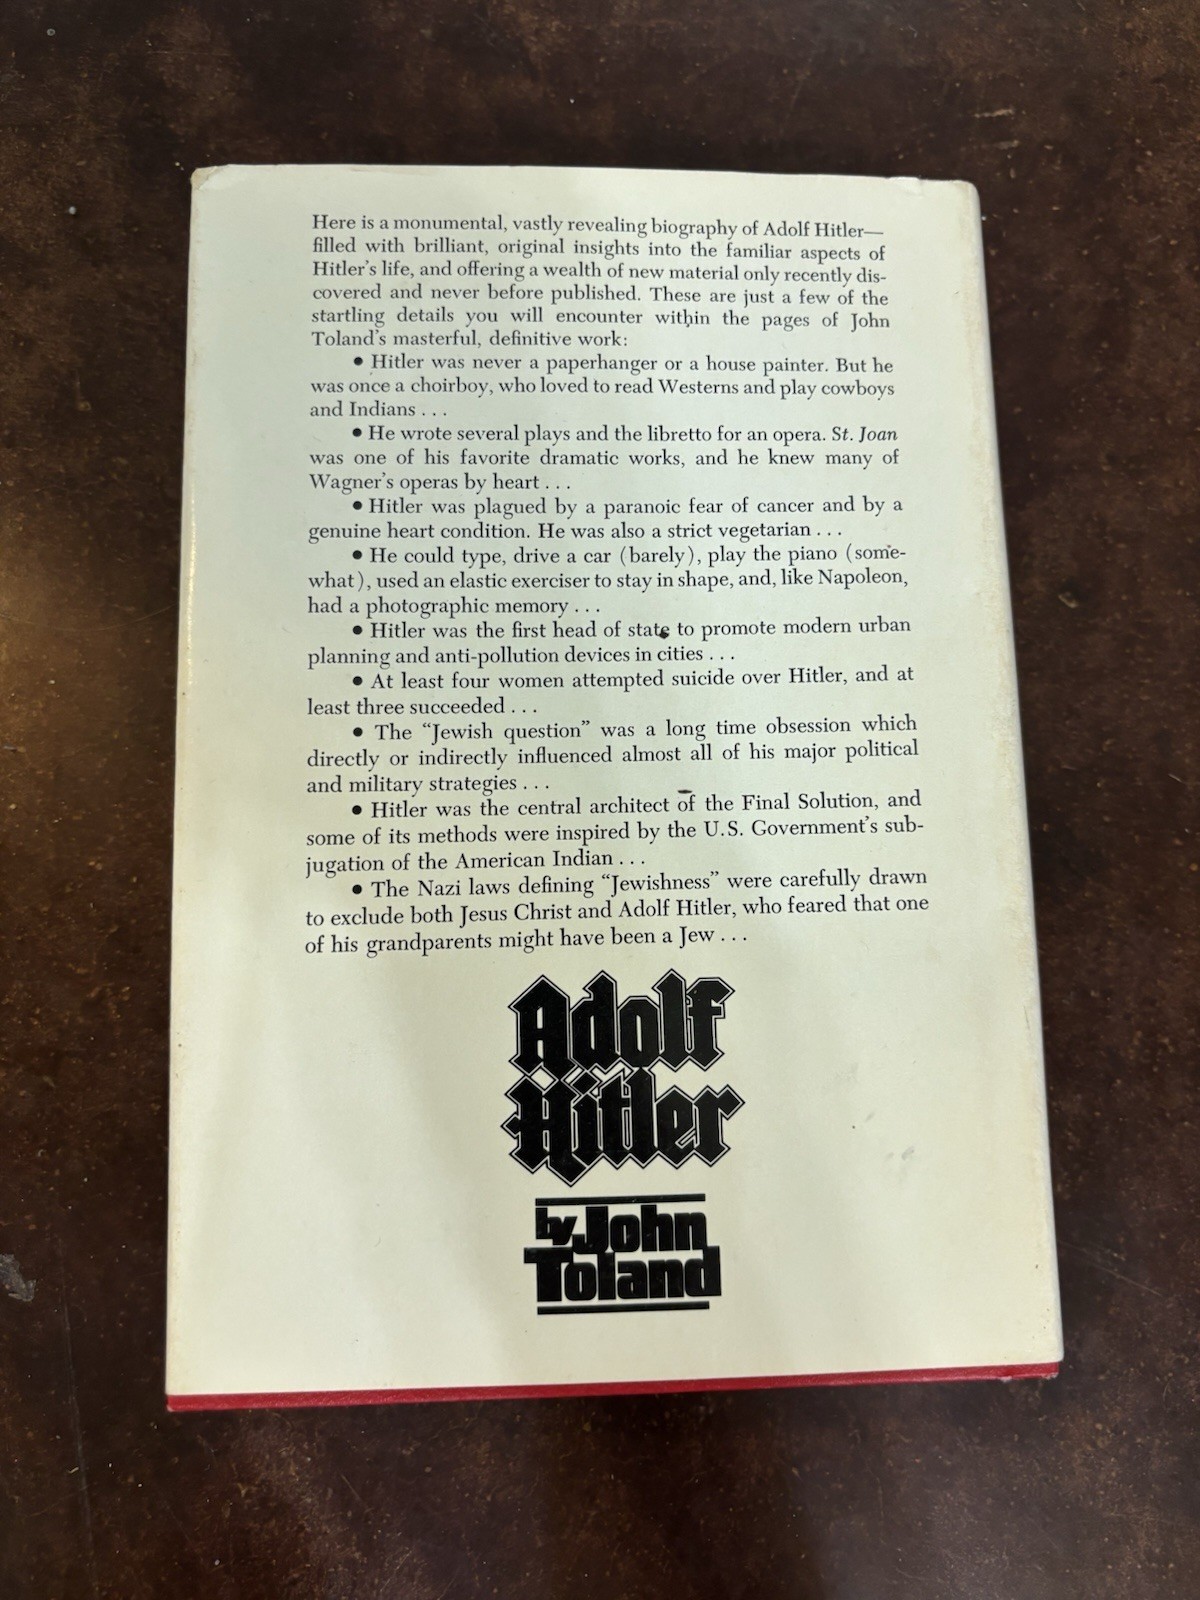 Here is a monumental, vastly revealing biography of Adolf Hitler—
filled with brilliant, original insights into the familiar aspects of
Hitler's life, and offering a wealth of new material only recently dis-
covered and never before published. These are just a few of the
startling details you will encounter within the pages of John
Toland's masterful, definitive work:
• Hitler was never a paperhanger or a house painter. But he
was once a choirboy, who loved to read Westerns and play cowboys
and Indians . . .
• He wrote several plays and the libretto for an opera. St. Joan
was one of his favorite dramatic works, and he knew many of
Wagner's operas by heart . . .
• Hitler was plagued by a paranoic fear of cancer and by a
genuine heart condition. He was also a strict vegetarian . . .
• He could type, drive a car (barely), play the piano (some-
what), used an elastic exerciser to stay in shape, and, like Napoleon,
had a photographic memory . . .
• Hitler was the first head of state to promote modern urban
planning and anti-pollution devices in cities . . .
• At least four women attempted suicide over Hitler, and at
least three succeeded . . .
• The “Jewish question” was a long time obsession which
directly or indirectly influenced almost all of his major political
and military strategies . . .
• Hitler was the central architect of the Final Solution, and
some of its methods were inspired by the U.S. Government's sub-
jugation of the American Indian . . .
• The Nazi laws defining “Jewishness” were carefully drawn
to exclude both Jesus Christ and Adolf Hitler, who feared that one
of his grandparents might have been a Jew . . .
Adolf
Hitler
by John
Toland